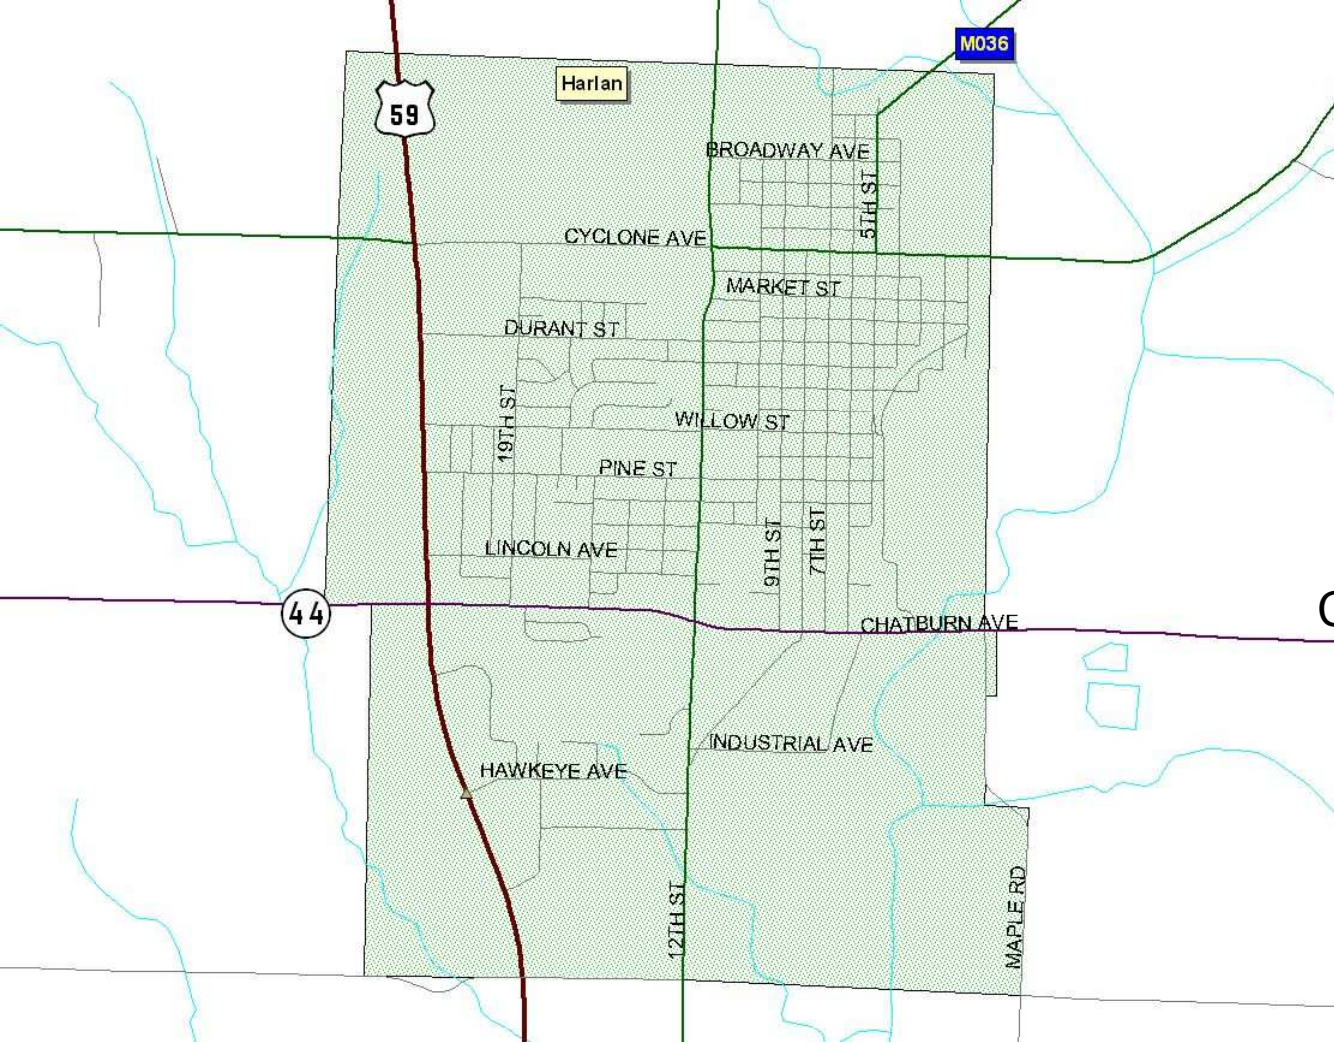 M036
Harlan
59
BROADWAY AVE
5TH ST
CYCLONE AVE
MARKET ST
DURANT ST
19TH ST
WILLOW ST
PINE ST
9TH ST
7TH ST
LINCOLN AVE
44
CHATBURN AVE
INDUSTRIAL AVE
HAWKEYE AVE
12TH ST
MAPLE RD